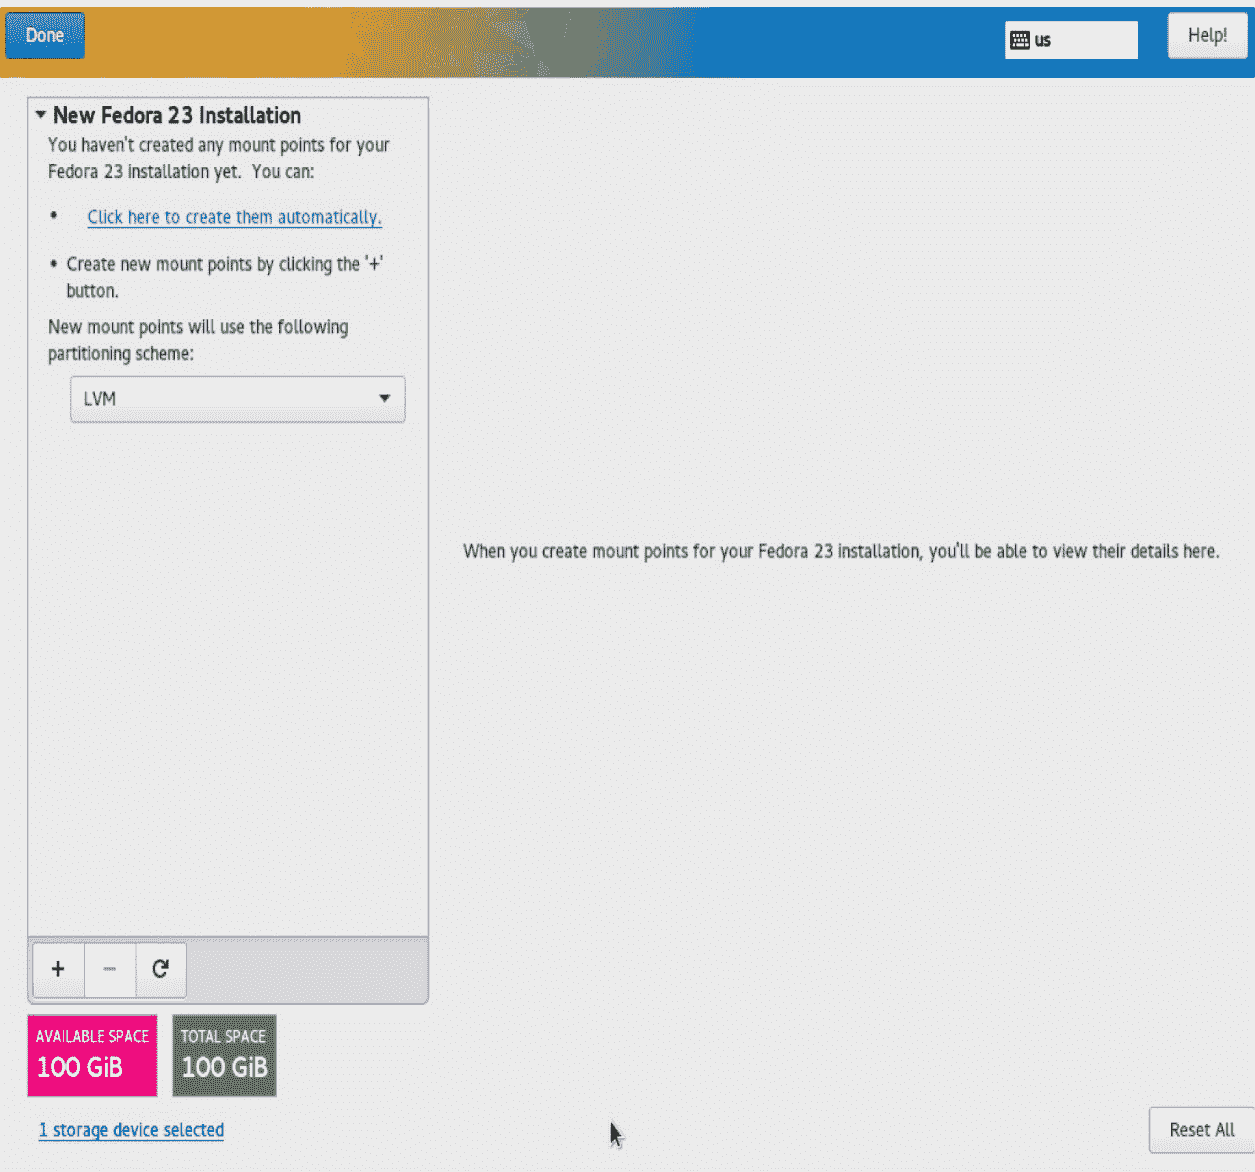 Done
us
Help!
New Fedora 23 Installation
You haven't created any mount points for your
Fedora 23 installation yet.  You can:
• Click here to create them automatically.
• Create new mount points by clicking the '+'
button.
New mount points will use the following
partitioning scheme:
LVM
When you create mount points for your Fedora 23 installation, you'll be able to view their details here.
+ −
AVAILABLE SPACE
100 GiB
TOTAL SPACE
100 GiB
1 storage device selected
Reset All